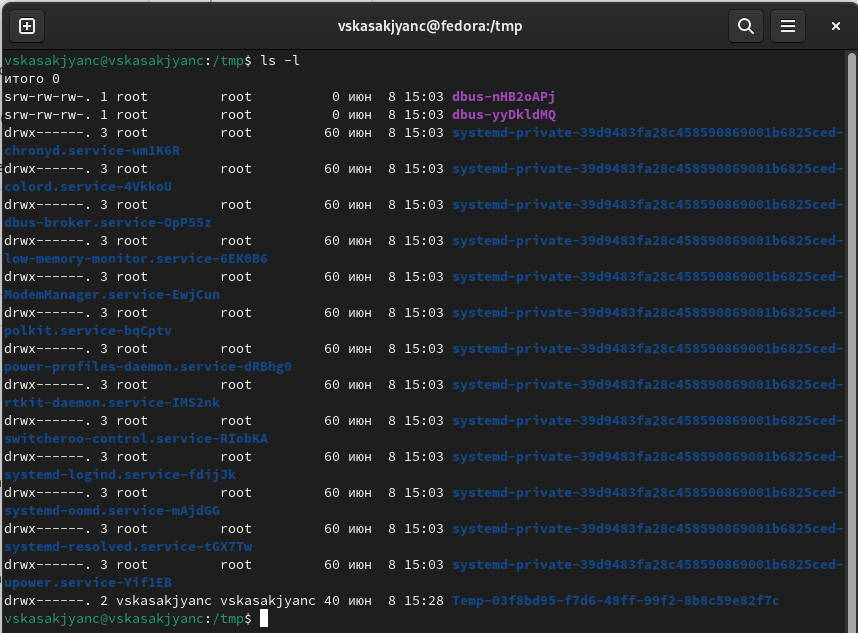 vskasakjyanc@fedora:/tmp
vskasakjyanc@vskasakjyanc:/tmp$ ls -l
итого 0
srw-rw-rw-. 1 root         root          0 июн  8 15:03 dbus-nHB2oAPj
srw-rw-rw-. 1 root         root          0 июн  8 15:03 dbus-yyDkldMQ
drwx------. 3 root         root         60 июн  8 15:03 systemd-private-39d9483fa28c458590869001b6825ced-
chronyd.service-um1K6R
drwx------. 3 root         root         60 июн  8 15:03 systemd-private-39d9483fa28c458590869001b6825ced-
colord.service-4VkkoU
drwx------. 3 root         root         60 июн  8 15:03 systemd-private-39d9483fa28c458590869001b6825ced-
dbus-broker.service-OpP55z
drwx------. 3 root         root         60 июн  8 15:03 systemd-private-39d9483fa28c458590869001b6825ced-
low-memory-monitor.service-6EK0B6
drwx------. 3 root         root         60 июн  8 15:03 systemd-private-39d9483fa28c458590869001b6825ced-
ModemManager.service-EwjCun
drwx------. 3 root         root         60 июн  8 15:03 systemd-private-39d9483fa28c458590869001b6825ced-
polkit.service-bqCptv
drwx------. 3 root         root         60 июн  8 15:03 systemd-private-39d9483fa28c458590869001b6825ced-
power-profiles-daemon.service-dRBhg0
drwx------. 3 root         root         60 июн  8 15:03 systemd-private-39d9483fa28c458590869001b6825ced-
rtkit-daemon.service-IMS2nk
drwx------. 3 root         root         60 июн  8 15:03 systemd-private-39d9483fa28c458590869001b6825ced-
switcheroo-control.service-RIobKA
drwx------. 3 root         root         60 июн  8 15:03 systemd-private-39d9483fa28c458590869001b6825ced-
systemd-logind.service-fdijJk
drwx------. 3 root         root         60 июн  8 15:03 systemd-private-39d9483fa28c458590869001b6825ced-
systemd-oomd.service-mAjdGG
drwx------. 3 root         root         60 июн  8 15:03 systemd-private-39d9483fa28c458590869001b6825ced-
systemd-resolved.service-tGX7Tw
drwx------. 3 root         root         60 июн  8 15:03 systemd-private-39d9483fa28c458590869001b6825ced-
upower.service-Yif1EB
drwx------. 2 vskasakjyanc vskasakjyanc 40 июн  8 15:28 Temp-03f8bd95-f7d6-48ff-99f2-8b8c59e82f7c
vskasakjyanc@vskasakjyanc:/tmp$